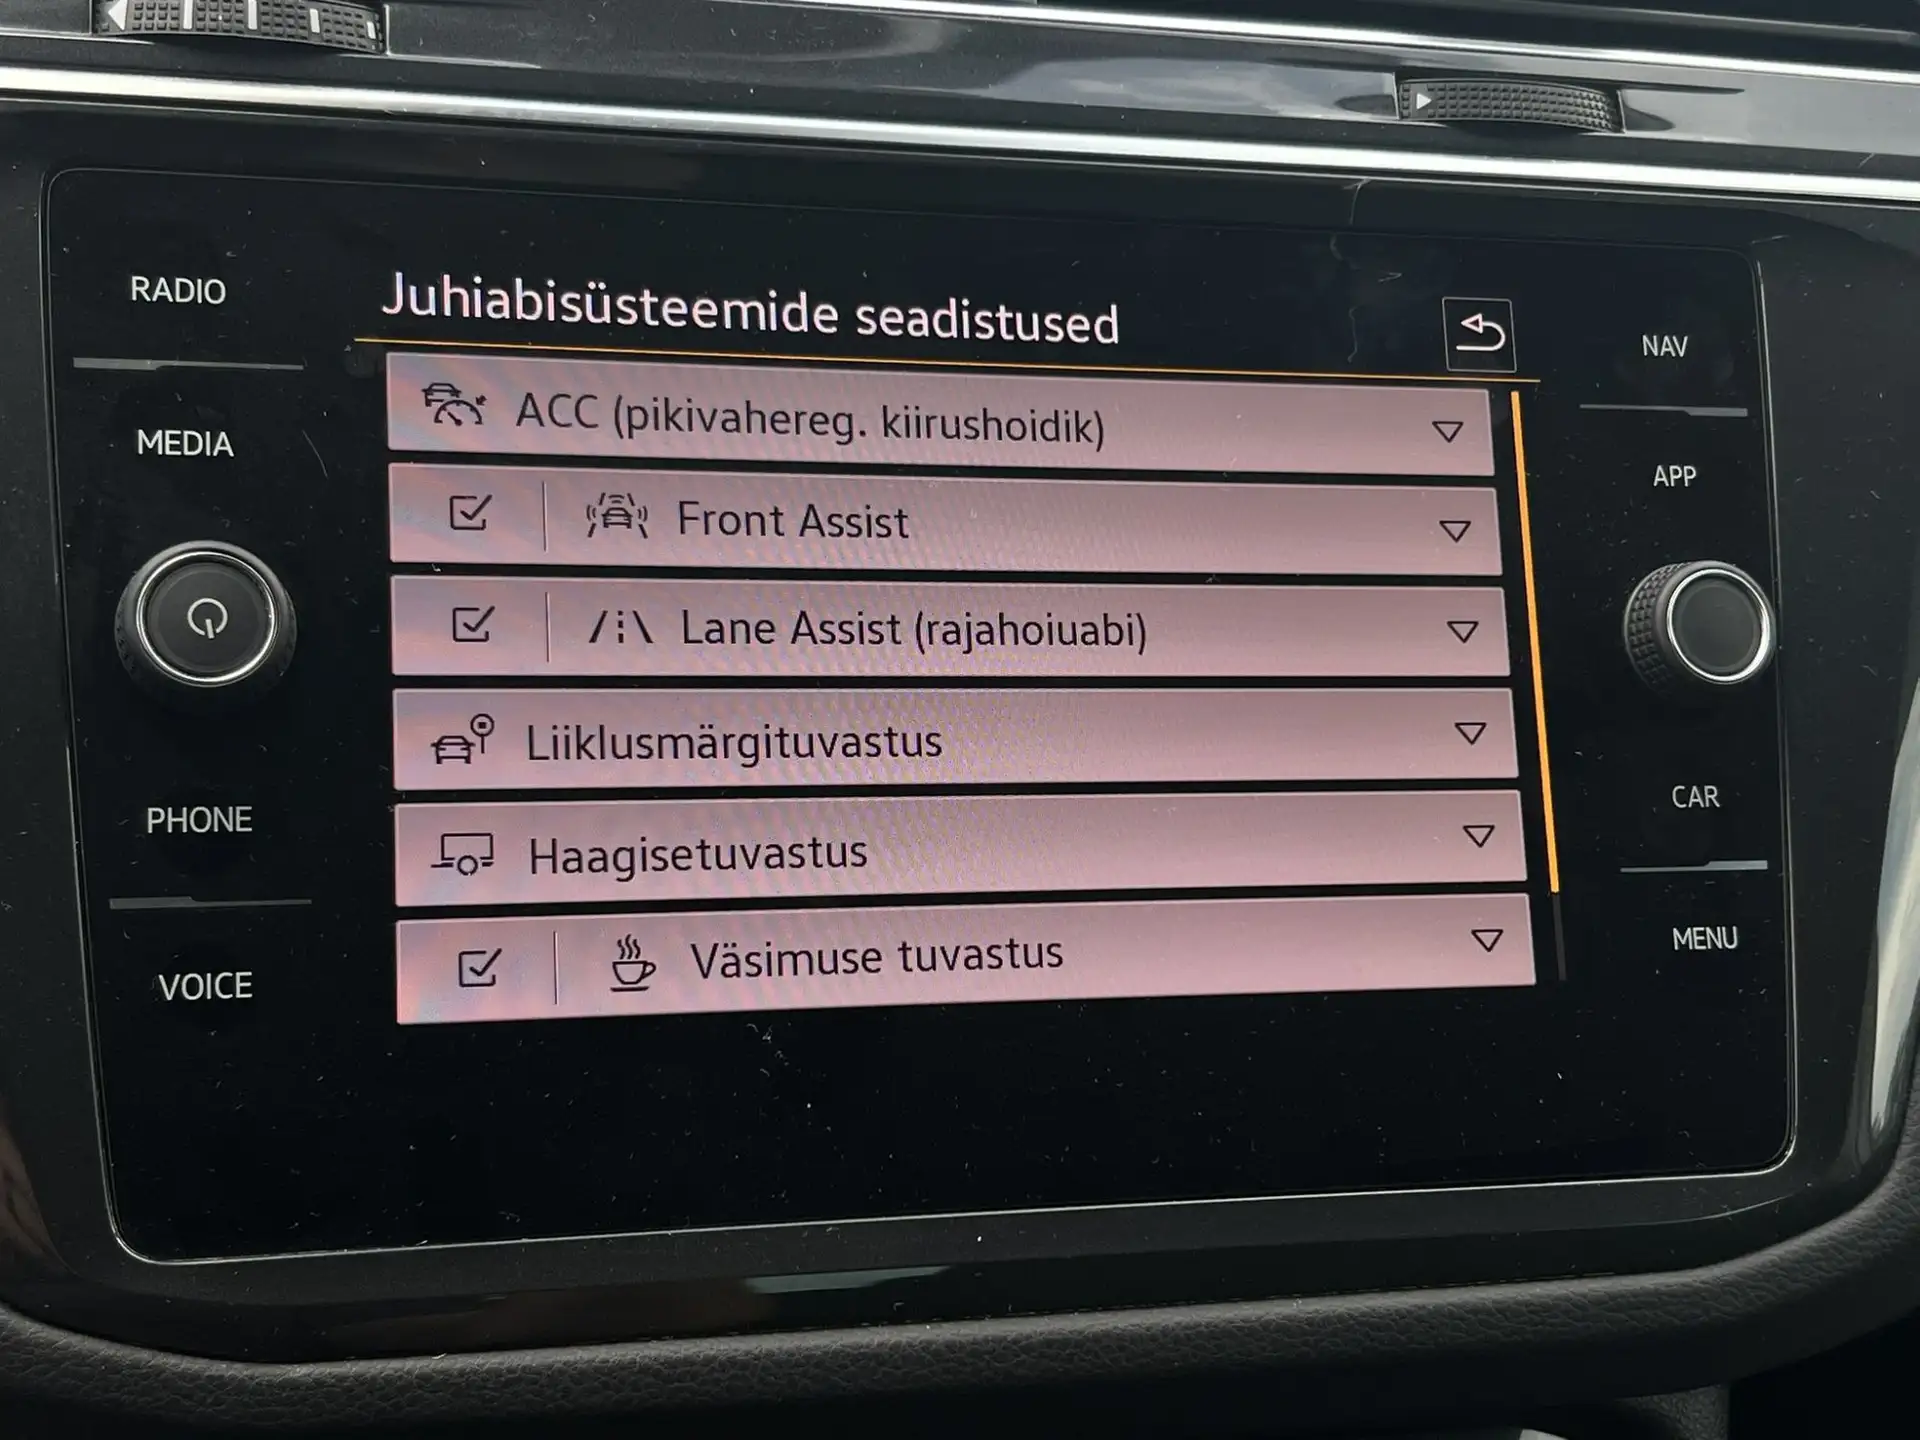 RADIO
MEDIA
PHONE
VOICE
Juhiabisüsteemide seadistused
ACC (pikivahereg. kiirushoidik)
Front Assist
Lane Assist (rajahoiuabi)
Liiklusmärgituvastus
Haagisetuvastus
Väsimuse tuvastus
NAV
APP
CAR
MENU